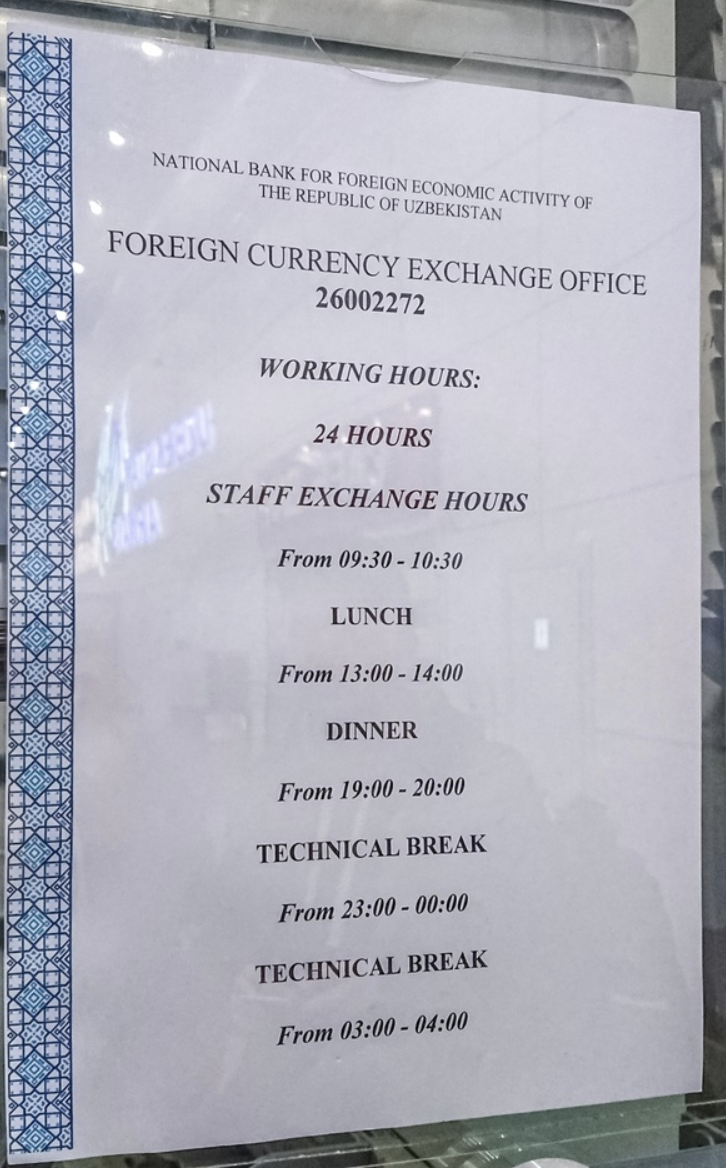 NATIONAL BANK FOR FOREIGN ECONOMIC ACTIVITY OF
THE REPUBLIC OF UZBEKISTAN
FOREIGN CURRENCY EXCHANGE OFFICE
26002272
WORKING HOURS:
24 HOURS
STAFF EXCHANGE HOURS
From 09:30 - 10:30
LUNCH
From 13:00 - 14:00
DINNER
From 19:00 - 20:00
TECHNICAL BREAK
From 23:00 - 00:00
TECHNICAL BREAK
From 03:00 - 04:00